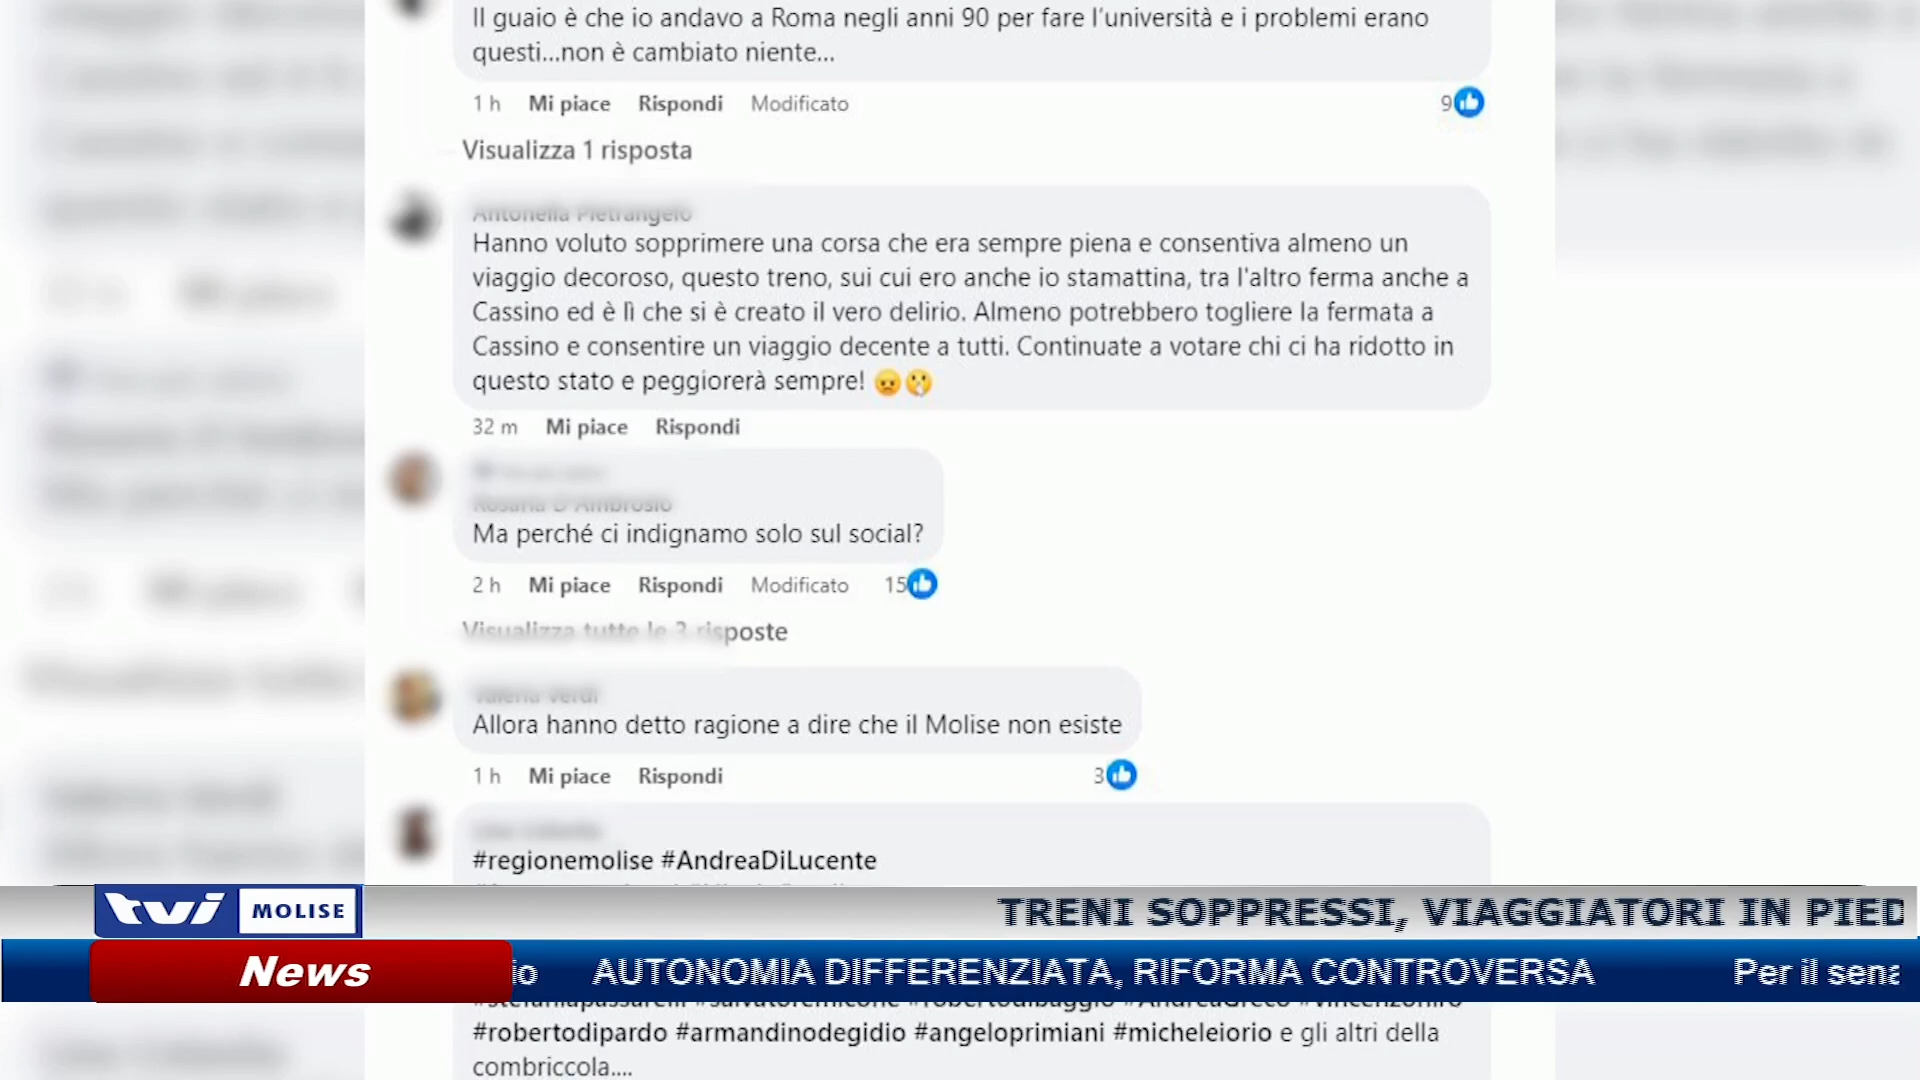 Il guaio è che io andavo a Roma negli anni 90 per fare l'università e i problemi erano
questi...non è cambiato niente...
1 h Mi piace Rispondi Modificato 9
Visualizza 1 risposta
Antonella Pietrangelo
Hanno voluto sopprimere una corsa che era sempre piena e consentiva almeno un
viaggio decoroso, questo treno, sui cui ero anche io stamattina, tra l'altro ferma anche a
Cassino ed è lì che si è creato il vero delirio. Almeno potrebbero togliere la fermata a
Cassino e consentire un viaggio decente a tutti. Continuate a votare chi ci ha ridotto in
questo stato e peggiorerà sempre! 😠🤫
32 m Mi piace Rispondi
Rosaria D'Ambrosio
Ma perché ci indignamo solo sul social?
2 h Mi piace Rispondi Modificato 15
Visualizza tutte le 3 risposte
Valeria Verdi
Allora hanno detto ragione a dire che il Molise non esiste
1 h Mi piace Rispondi 3
#regionemolise #AndreaDiLucente
tvi MOLISE
TRENI SOPPRESSI, VIAGGIATORI IN PIED
News
io AUTONOMIA DIFFERENZIATA, RIFORMA CONTROVERSA Per il sena
#stefaniapassarelli #salvatoremicone #robertodibaggio #AndreaGreco #vincenzoniro
#robertodipardo #armandinodegidio #angeloprimiani #micheleiorio e gli altri della
combriccola....